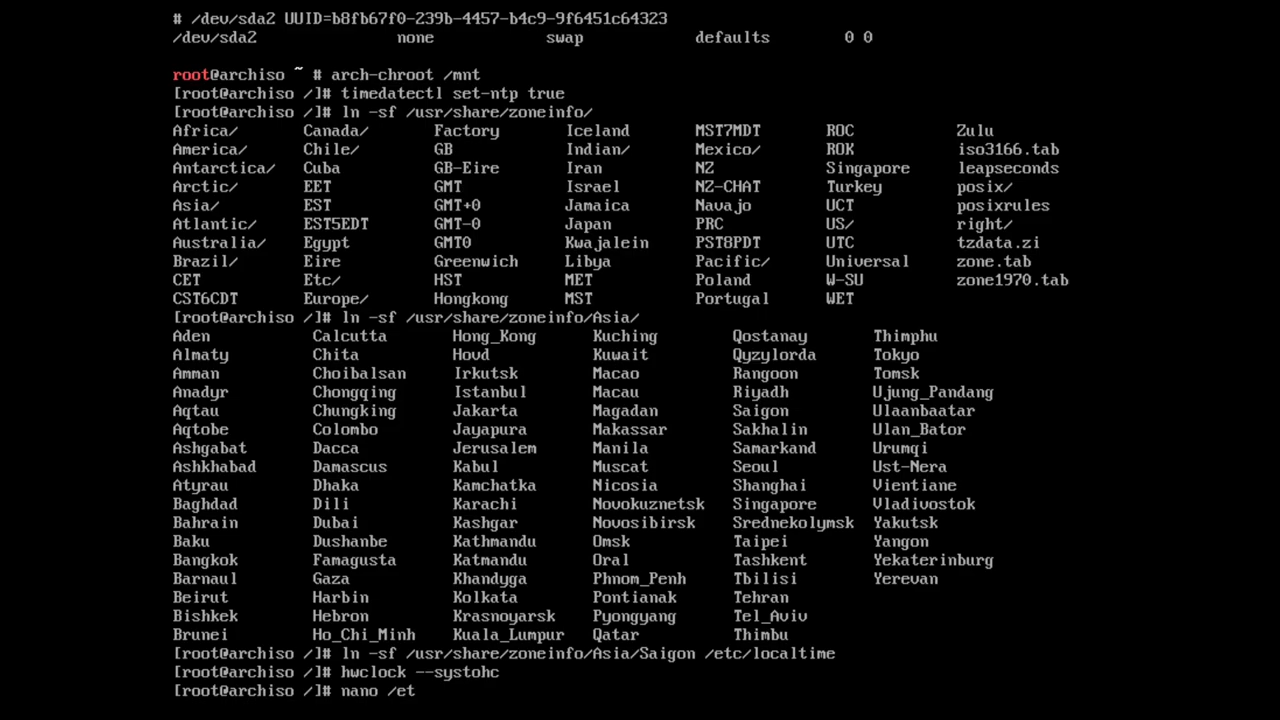 # /dev/sda2 UUID=b8fb67f0-239b-4457-b4c9-9f6451c64323
/dev/sda2 none swap defaults 0 0
root@archiso ~ # arch-chroot /mnt
[root@archiso /]# timedatectl set-ntp true
[root@archiso /]# ln -sf /usr/share/zoneinfo/
Africa/ Canada/ Factory Iceland MST7MDT ROC Zulu
America/ Chile/ GB Indian/ Mexico/ ROK iso3166.tab
Antarctica/ Cuba GB-Eire Iran NZ Singapore leapseconds
Arctic/ EET GMT Israel NZ-CHAT Turkey posix/
Asia/ EST GMT+0 Jamaica Navajo UCT posixrules
Atlantic/ EST5EDT GMT-0 Japan PRC US/ right/
Australia/ Egypt GMT0 Kwajalein PST8PDT UTC tzdata.zi
Brazil/ Eire Greenwich Libya Pacific/ Universal zone.tab
CET Etc/ HST MET Poland W-SU zone1970.tab
CST6CDT Europe/ Hongkong MST Portugal WET
[root@archiso /]# ln -sf /usr/share/zoneinfo/Asia/
Aden Calcutta Hong_Kong Kuching Qostanay Thimphu
Almaty Chita Hovd Kuwait Qyzylorda Tokyo
Amman Choibalsan Irkutsk Macao Rangoon Tomsk
Anadyr Chongqing Istanbul Macau Riyadh Ujung_Pandang
Aqtau Chungking Jakarta Magadan Saigon Ulaanbaatar
Aqtobe Colombo Jayapura Makassar Sakhalin Ulan_Bator
Ashgabat Dacca Jerusalem Manila Samarkand Urumqi
Ashkhabad Damascus Kabul Muscat Seoul Ust-Nera
Atyrau Dhaka Kamchatka Nicosia Shanghai Vientiane
Baghdad Dili Karachi Novokuznetsk Singapore Vladivostok
Bahrain Dubai Kashgar Novosibirsk Srednekolymsk Yakutsk
Baku Dushanbe Kathmandu Omsk Taipei Yangon
Bangkok Famagusta Katmandu Oral Tashkent Yekaterinburg
Barnaul Gaza Khandyga Phnom_Penh Tbilisi Yerevan
Beirut Harbin Kolkata Pontianak Tehran
Bishkek Hebron Krasnoyarsk Pyongyang Tel_Aviv
Brunei Ho_Chi_Minh Kuala_Lumpur Qatar Thimbu
[root@archiso /]# ln -sf /usr/share/zoneinfo/Asia/Saigon /etc/localtime
[root@archiso /]# hwclock --systohc
[root@archiso /]# nano /et